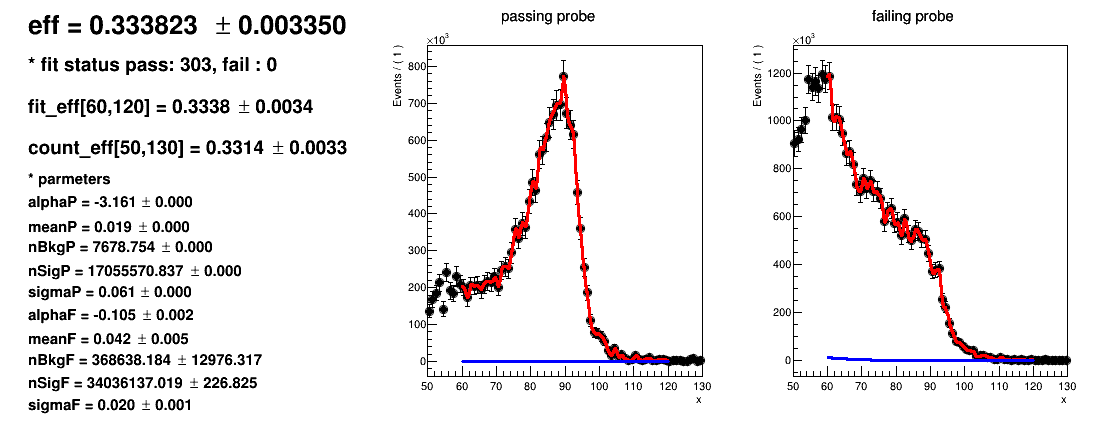 eff = 0.333823 ± 0.003350
* fit status pass: 303, fail : 0
fit_eff[60,120] = 0.3338 ± 0.0034
count_eff[50,130] = 0.3314 ± 0.0033
* parmeters
alphaP = -3.161 ± 0.000
meanP = 0.019 ± 0.000
nBkgP = 7678.754 ± 0.000
nSigP = 17055570.837 ± 0.000
sigmaP = 0.061 ± 0.000
alphaF = -0.105 ± 0.002
meanF = 0.042 ± 0.005
nBkgF = 368638.184 ± 12976.317
nSigF = 34036137.019 ± 226.825
sigmaF = 0.020 ± 0.001
passing probe
×10³
Events / ( 1 )
800
700
600
500
400
300
200
100
0
50 60 70 80 90 100 110 120 130
x
failing probe
×10³
Events / ( 1 )
1200
1000
800
600
400
200
0
50 60 70 80 90 100 110 120 130
x